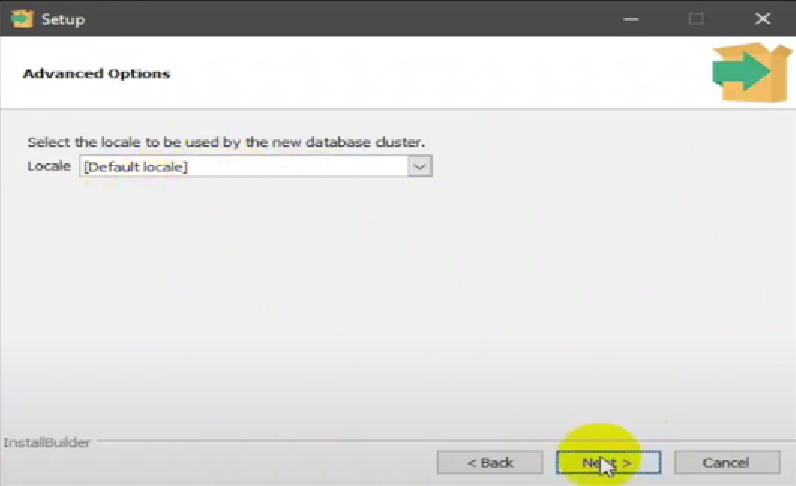 Setup
Advanced Options
Select the locale to be used by the new database cluster.
Locale [Default locale]
InstallBuilder
< Back Next > Cancel